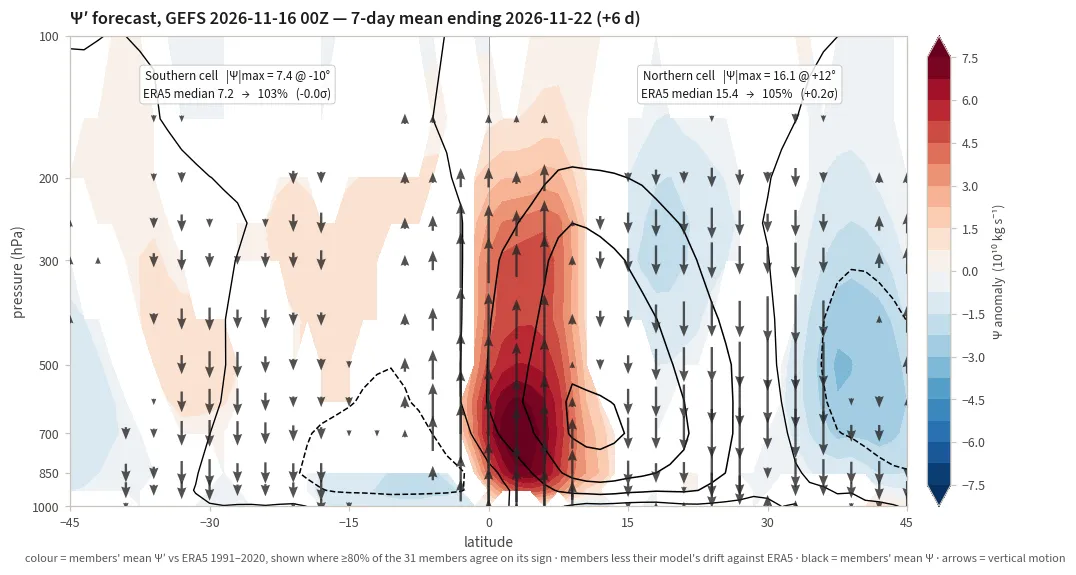 Ψ′ forecast, GEFS 2026-11-16 00Z — 7-day mean ending 2026-11-22 (+6 d)
Southern cell |Ψ|max = 7.4 @ -10°
ERA5 median 7.2 → 103% (-0.0σ)
Northern cell |Ψ|max = 16.1 @ +12°
ERA5 median 15.4 → 105% (+0.2σ)
pressure (hPa)
100
200
300
500
700
850
1000
−45
−30
−15
0
15
30
45
latitude
7.5
6.0
4.5
3.0
1.5
0.0
−1.5
−3.0
−4.5
−6.0
−7.5
Ψ anomaly (10¹⁰ kg s⁻¹)
colour = members' mean Ψ′ vs ERA5 1991–2020, shown where ≥80% of the 31 members agree on its sign · members less their model's drift against ERA5 · black = members' mean Ψ · arrows = vertical motion